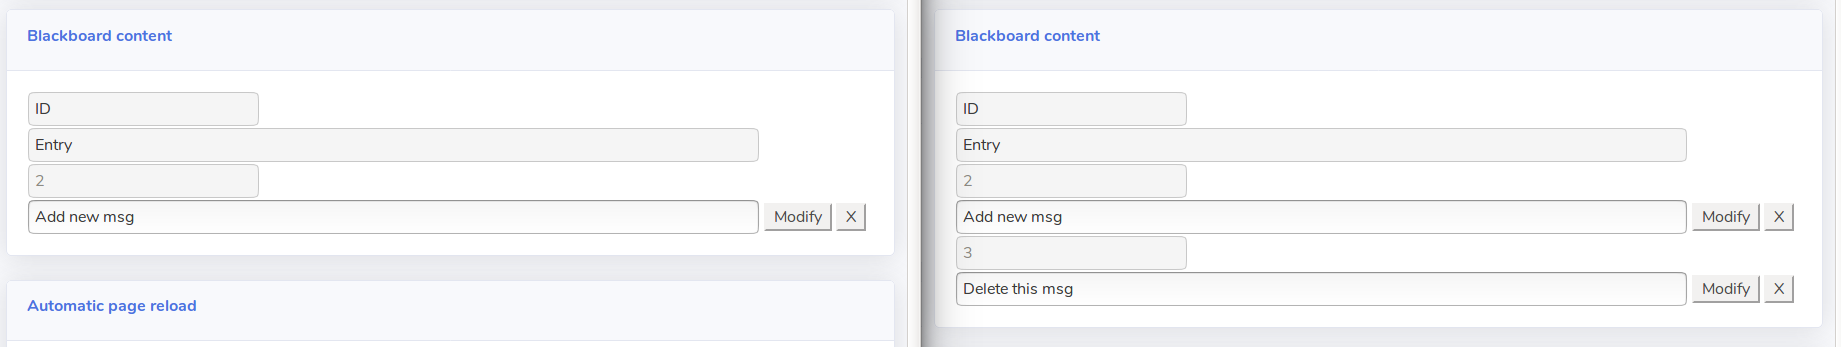 Blackboard content
ID
Entry
2
Add new msg Modify X
Automatic page reload
Blackboard content
ID
Entry
2
Add new msg Modify X
3
Delete this msg Modify X